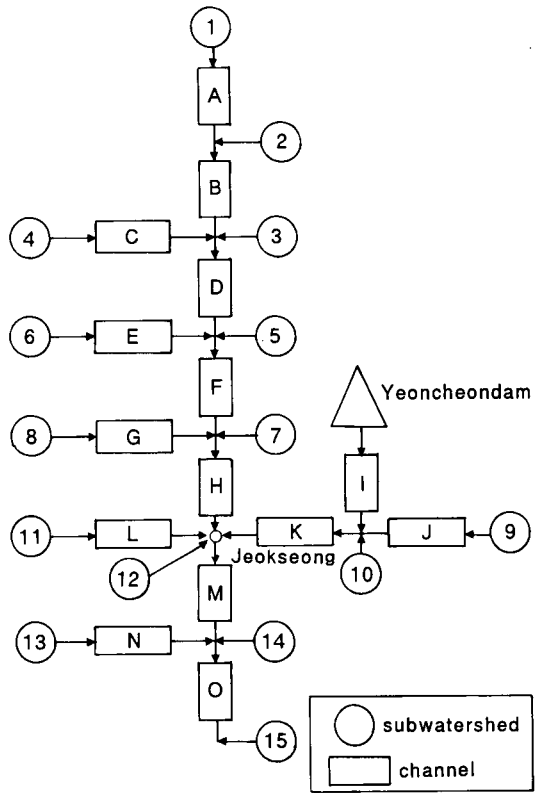 1
A
2
B
4
C
3
D
6
E
5
F
Yeoncheondam
8
G
7
H
I
11
L
K
J
9
Jeokseong
12
10
M
13
N
14
O
15
subwatershed
channel